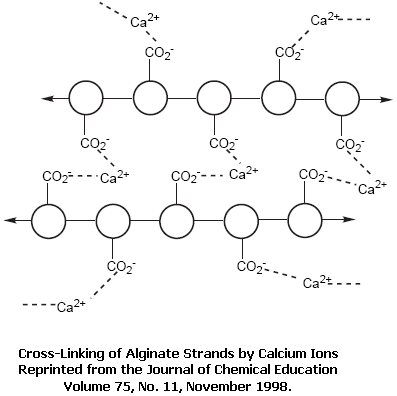 Ca2+ Ca2+
CO2- CO2-
CO2- CO2- CO2-
CO2- Ca2+ CO2- Ca2+ CO2- Ca2+
CO2- CO2-
Ca2+ Ca2+
Cross-Linking of Alginate Strands by Calcium Ions
Reprinted from the Journal of Chemical Education
Volume 75, No. 11, November 1998.